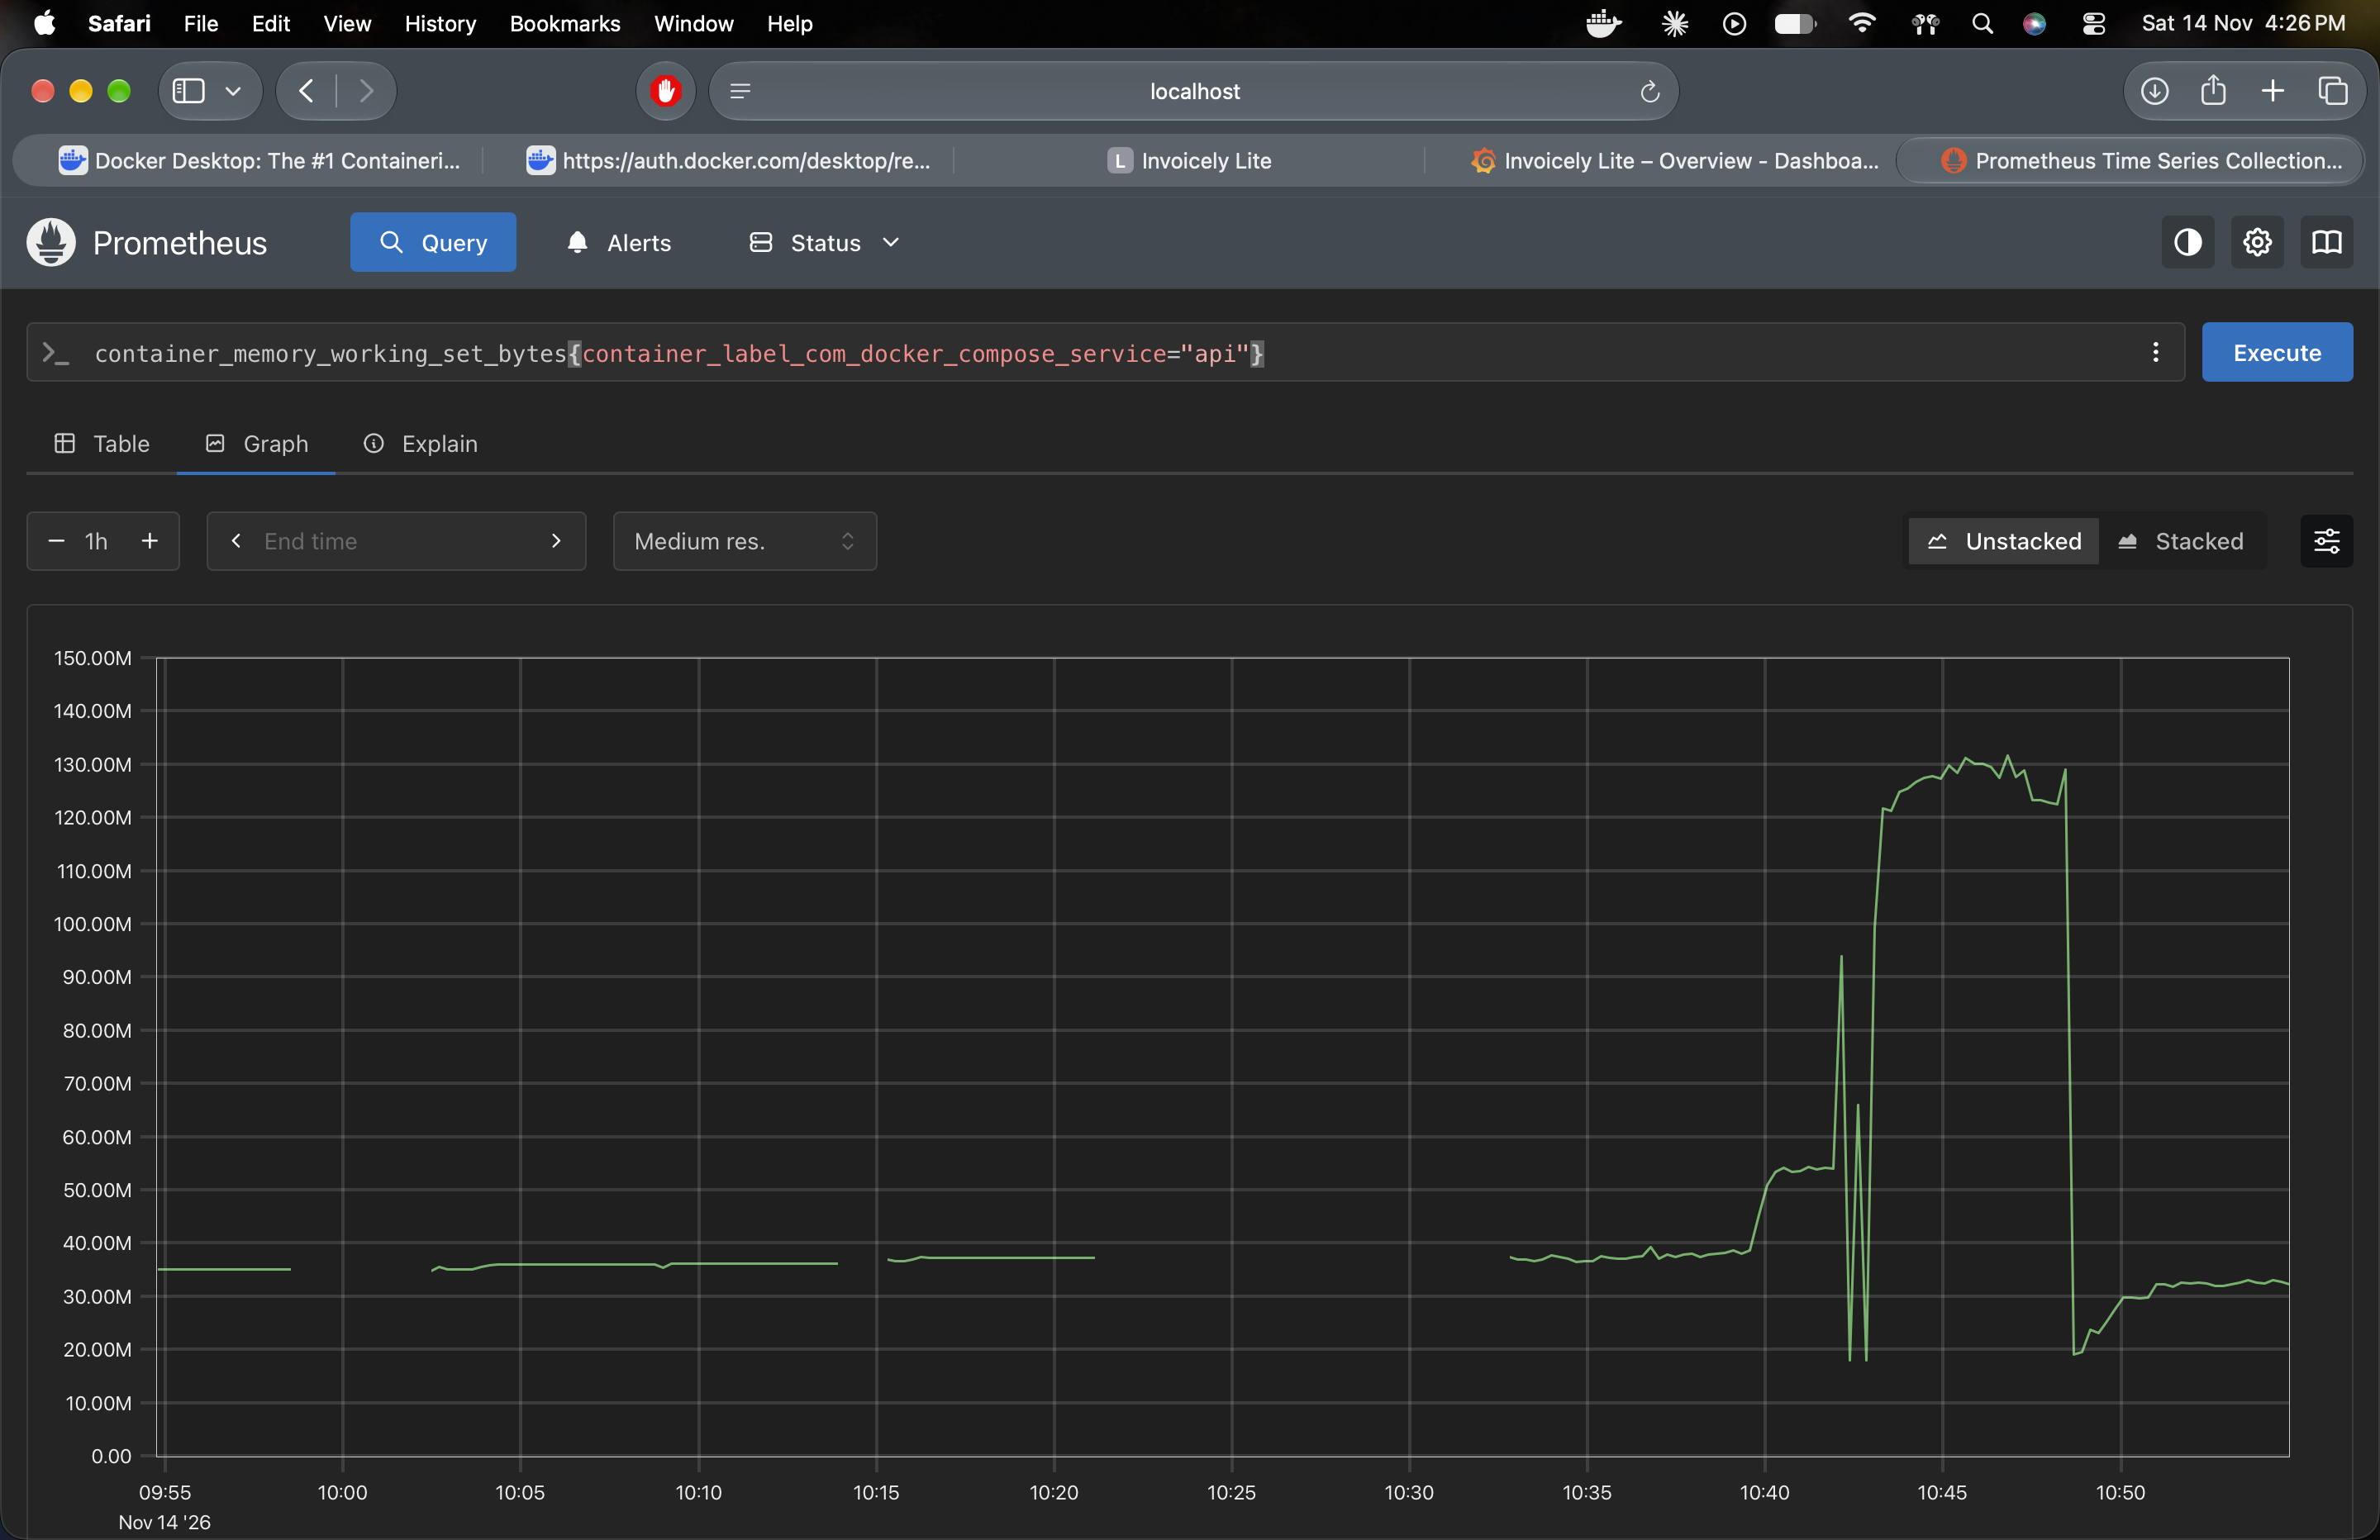 Safari File Edit View History Bookmarks Window Help Sat 14 Nov 4:26 PM
localhost
Docker Desktop: The #1 Containeri... https://auth.docker.com/desktop/re... L Invoicely Lite Invoicely Lite – Overview - Dashboa... Prometheus Time Series Collection...
Prometheus Query Alerts Status
container_memory_working_set_bytes{container_label_com_docker_compose_service="api"} Execute
Table Graph Explain
− 1h + End time Medium res. Unstacked Stacked
150.00M
140.00M
130.00M
120.00M
110.00M
100.00M
90.00M
80.00M
70.00M
60.00M
50.00M
40.00M
30.00M
20.00M
10.00M
0.00
09:55 10:00 10:05 10:10 10:15 10:20 10:25 10:30 10:35 10:40 10:45 10:50
Nov 14 '26